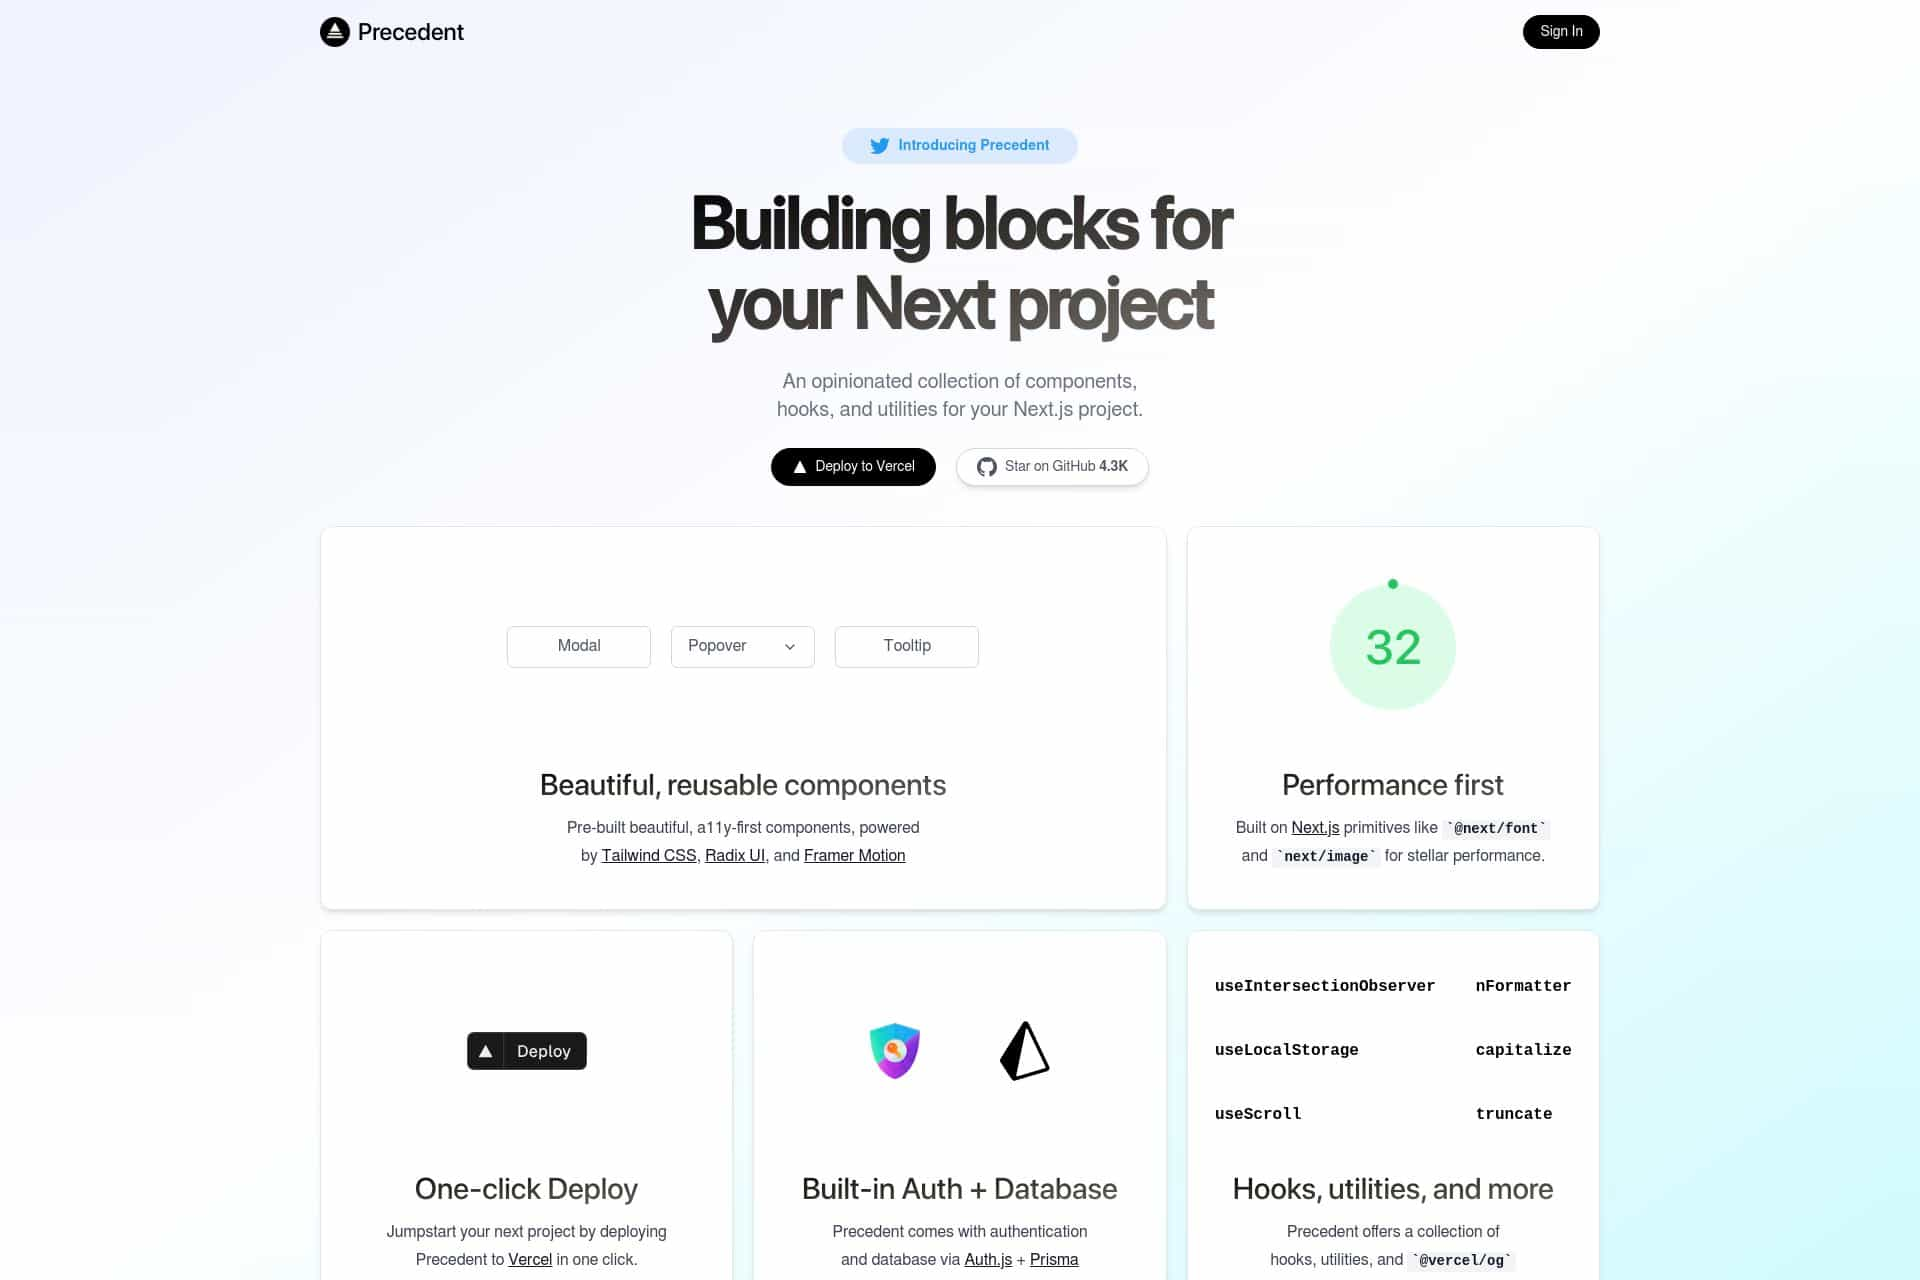 Precedent
Sign In
Introducing Precedent
Building blocks for
your Next project
An opinionated collection of components,
hooks, and utilities for your Next.js project.
Deploy to Vercel
Star on GitHub 4.3K
Modal
Popover
Tooltip
Beautiful, reusable components
Pre-built beautiful, a11y-first components, powered
by Tailwind CSS, Radix UI, and Framer Motion
32
Performance first
Built on Next.js primitives like `@next/font`
and `next/image` for stellar performance.
Deploy
One-click Deploy
Jumpstart your next project by deploying
Precedent to Vercel in one click.
Built-in Auth + Database
Precedent comes with authentication
and database via Auth.js + Prisma
useIntersectionObserver
nFormatter
useLocalStorage
capitalize
useScroll
truncate
Hooks, utilities, and more
Precedent offers a collection of
hooks, utilities, and `@vercel/og`